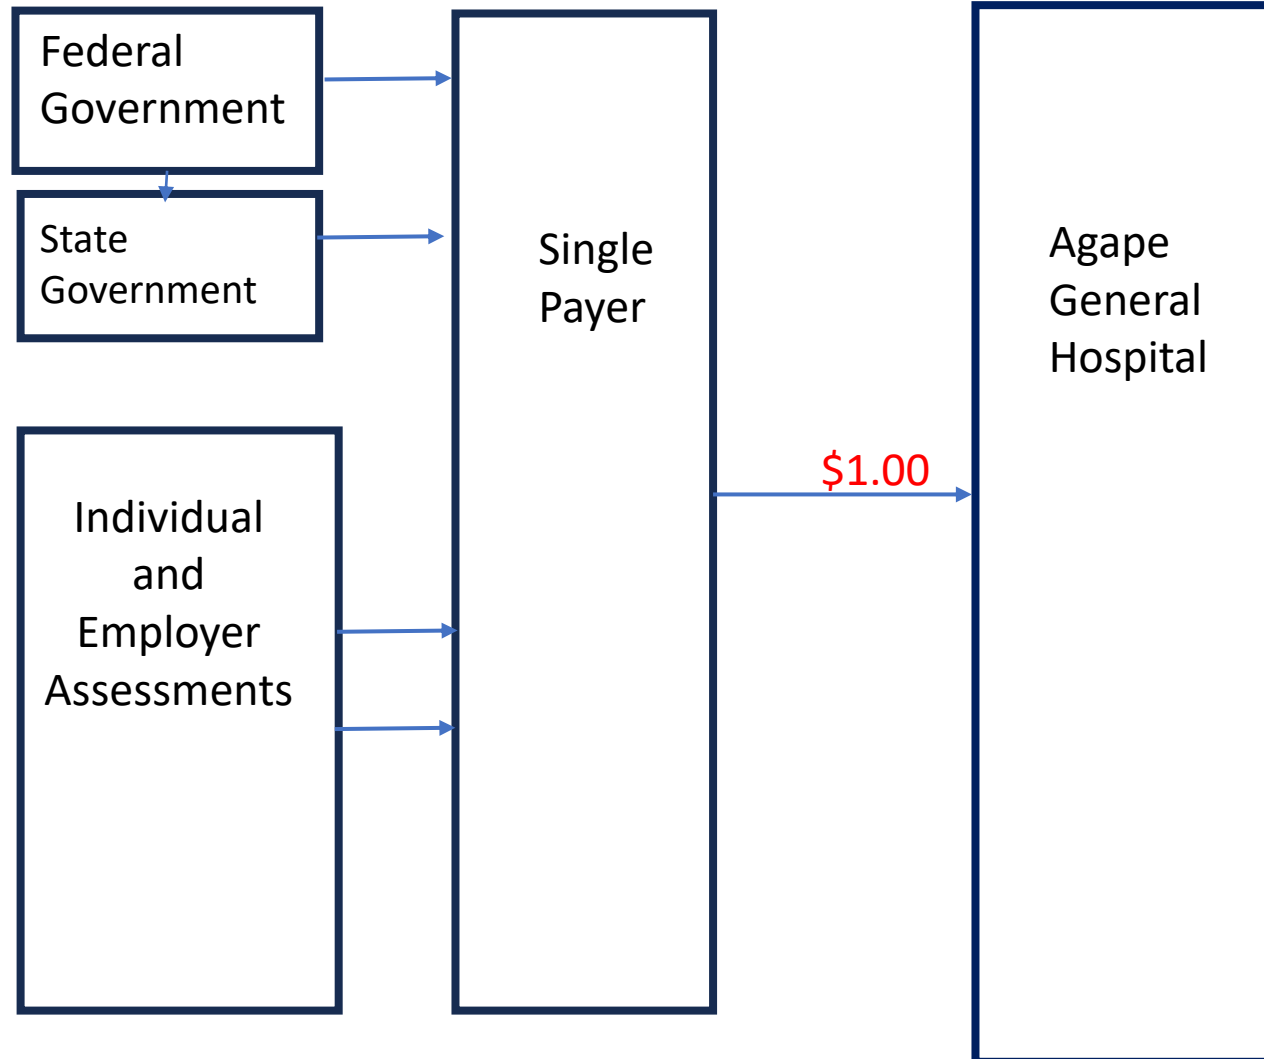 Federal
Government
State
Government
Individual
and
Employer
Assessments
Single
Payer
$1.00
Agape
General
Hospital